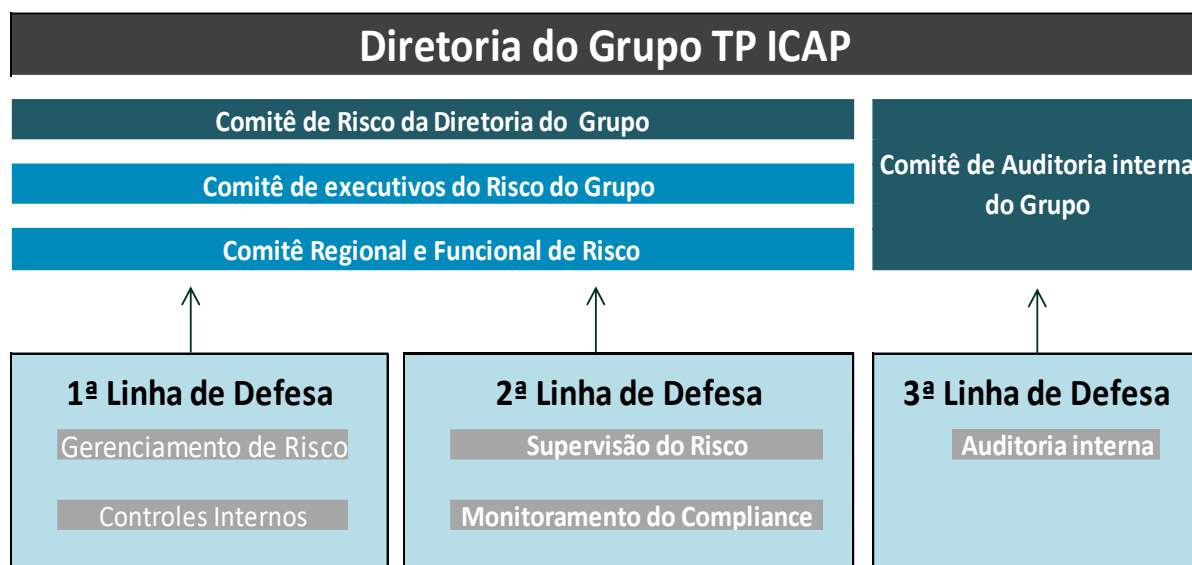 Diretoria do Grupo TP ICAP
Comitê de Risco da Diretoria do Grupo
Comitê de executivos do Risco do Grupo
Comitê Regional e Funcional de Risco
Comitê de Auditoria interna
do Grupo
1ª Linha de Defesa
Gerenciamento de Risco
Controles Internos
2ª Linha de Defesa
Supervisão do Risco
Monitoramento do Compliance
3ª Linha de Defesa
Auditoria interna